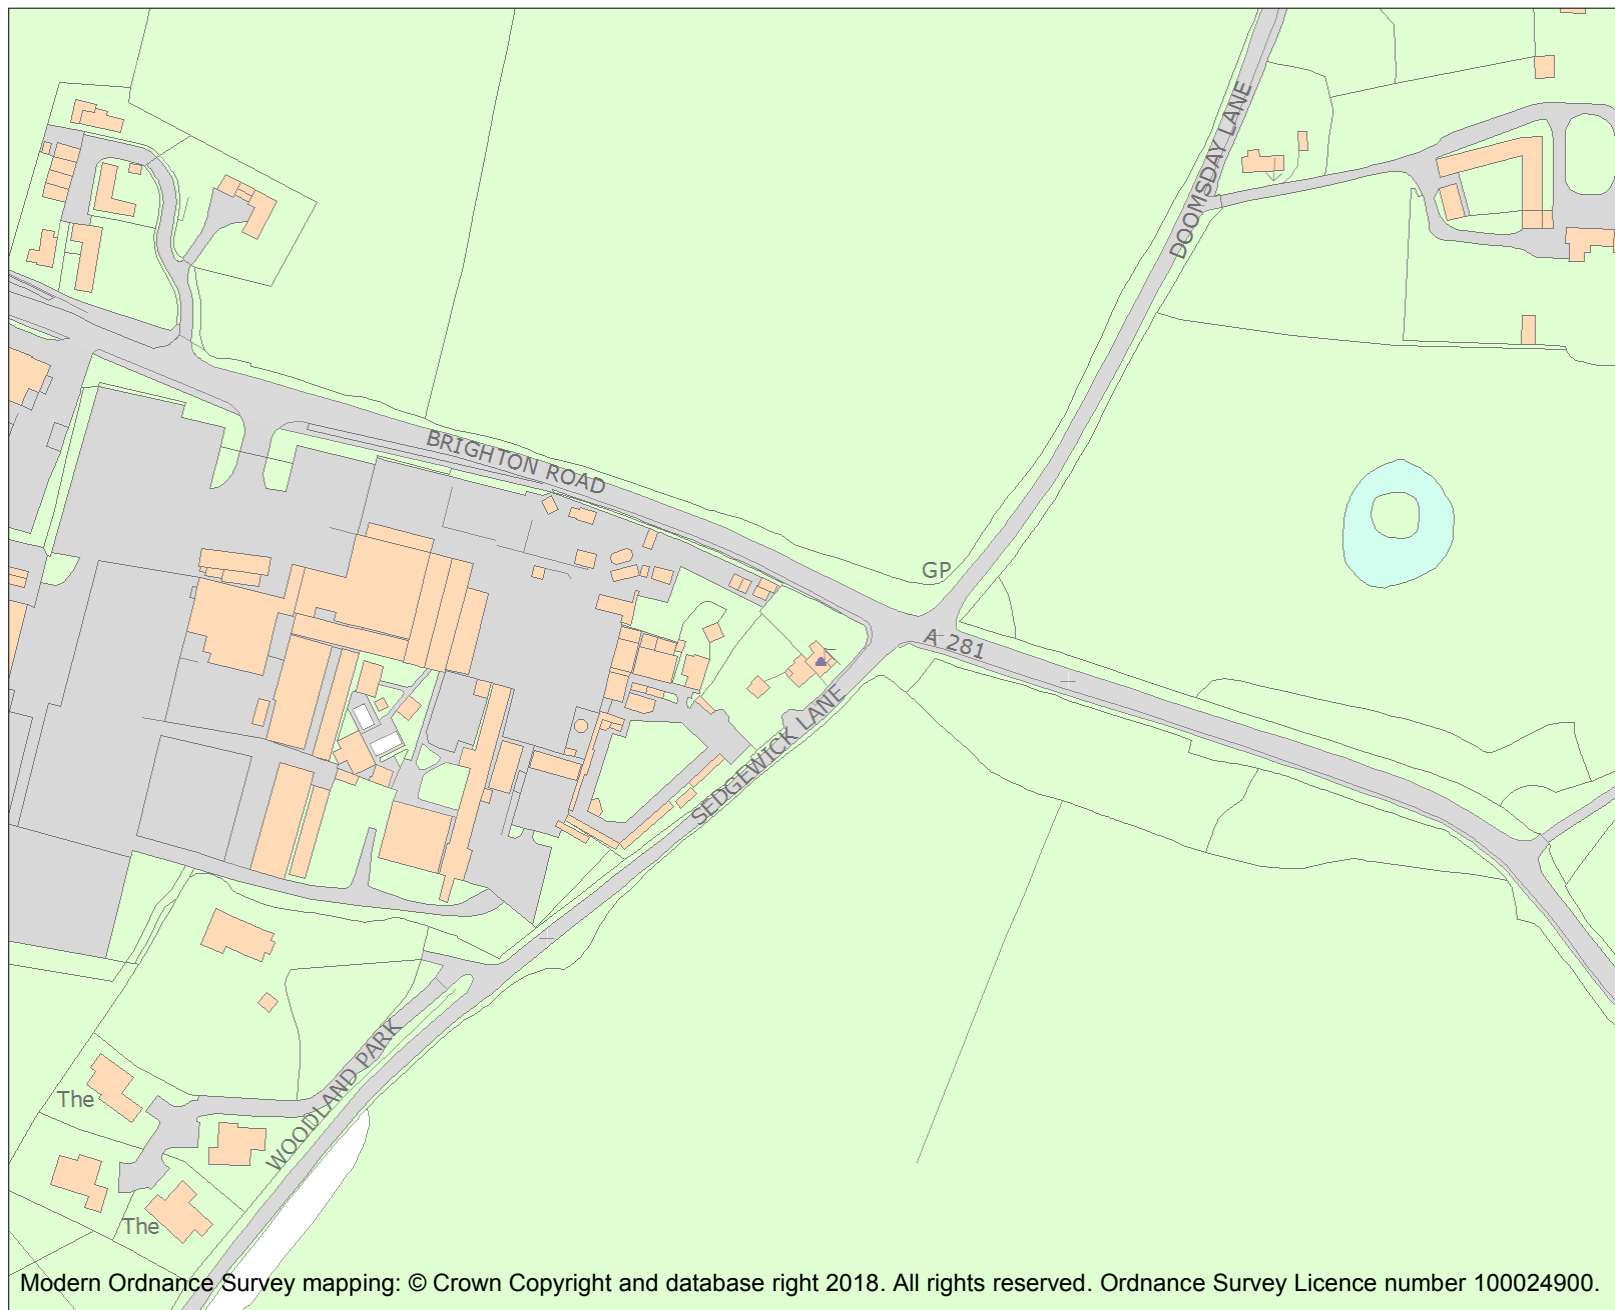 DOOMSDAY LANE
BRIGHTON ROAD
GP
A 281
SEDGEWICK LANE
WOODLAND PARK
The
The
Modern Ordnance Survey mapping: © Crown Copyright and database right 2018. All rights reserved. Ordnance Survey Licence number 100024900.